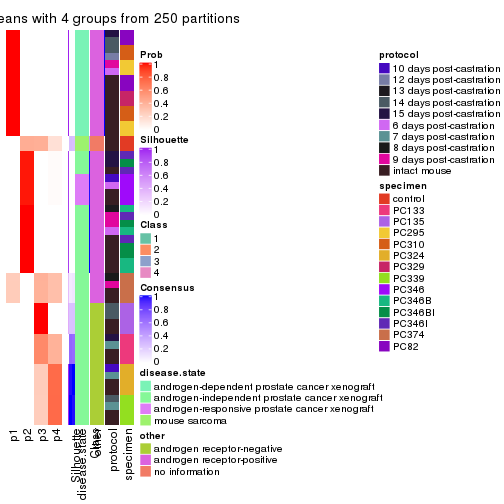 eans with 4 groups from 250 partitions
Prob
1
0.8
0.6
0.4
0.2
0
Silhouette
1
0.8
0.6
0.4
0.2
0
Class
1
2
3
4
Consensus
1
0.8
0.6
0.4
0.2
0
disease.state
androgen-dependent prostate cancer xenograft
androgen-independent prostate cancer xenograft
androgen-responsive prostate cancer xenograft
mouse sarcoma
other
androgen receptor-negative
androgen receptor-positive
no information
protocol
10 days post-castration
12 days post-castration
13 days post-castration
14 days post-castration
15 days post-castration
6 days post-castration
7 days post-castration
8 days post-castration
9 days post-castration
intact mouse
specimen
control
PC133
PC135
PC295
PC310
PC324
PC329
PC339
PC346
PC346B
PC346BI
PC346I
PC374
PC82
p1
p2
p3
p4
Silhouette
disease.state
Class
other
protocol
specimen